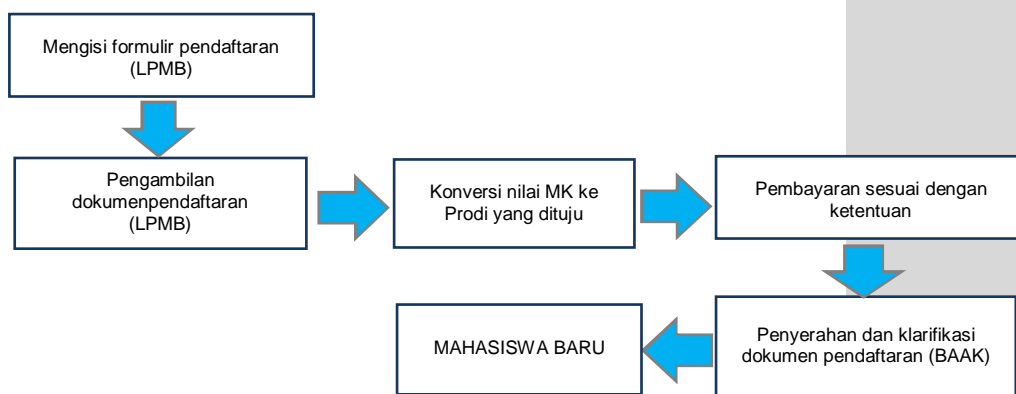 Mengisi formulir pendaftaran
(LPMB)
Pengambilan
dokumenpendaftaran
(LPMB)
Konversi nilai MK ke
Prodi yang dituju
Pembayaran sesuai dengan
ketentuan
Penyerahan dan klarifikasi
dokumen pendaftaran (BAAK)
MAHASISWA BARU